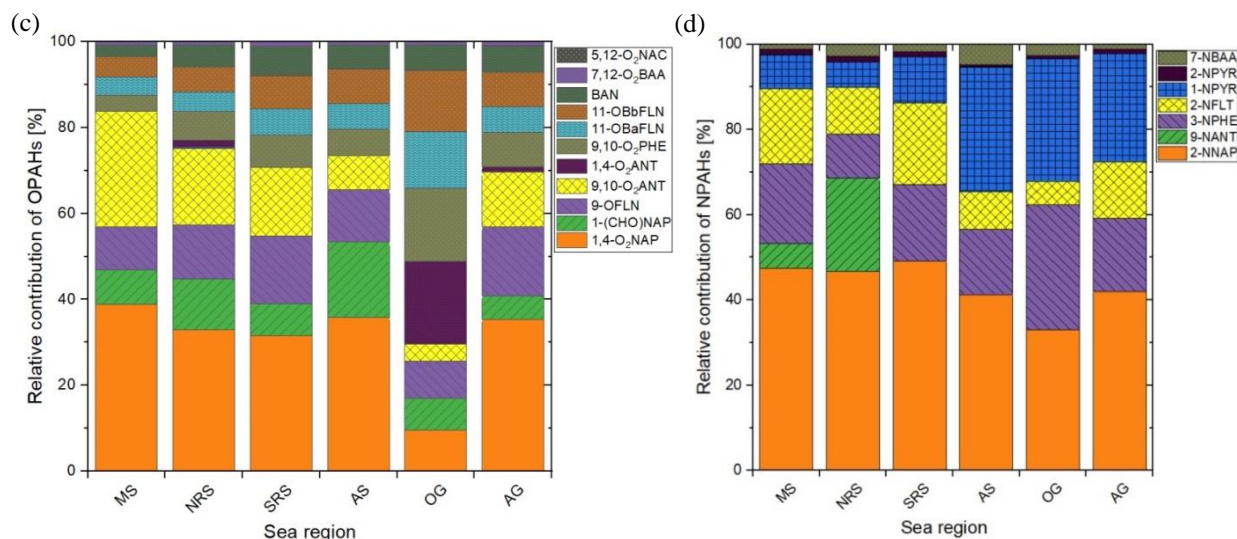 (c)
Relative contribution of OPAHs [%]
100
80
60
40
20
0
MS
NRS
SRS
AS
OG
AG
Sea region
5,12-O₂NAC
7,12-O₂BAA
BAN
11-OBbFLN
11-OBaFLN
9,10-O₂PHE
1,4-O₂ANT
9,10-O₂ANT
9-OFLN
1-(CHO)NAP
1,4-O₂NAP
(d)
Relative contribution of NPAHs [%]
100
80
60
40
20
0
MS
NRS
SRS
AS
OG
AG
Sea region
7-NBAA
2-NPYR
1-NPYR
2-NFLT
3-NPHE
9-NANT
2-NNAP